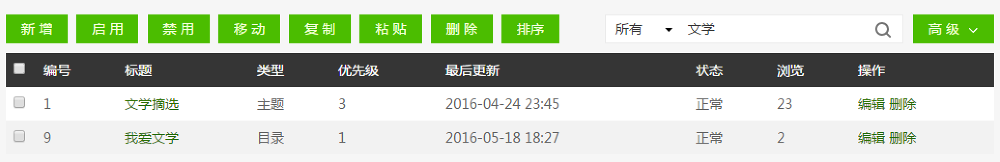 新 增 启 用 禁 用 移 动 复 制 粘 贴 删 除 排序 所有 文学 高 级
编号 标题 类型 优先级 最后更新 状态 浏览 操作
1 文学摘选 主题 3 2016-04-24 23:45 正常 23 编辑 删除
9 我爱文学 目录 1 2016-05-18 18:27 正常 2 编辑 删除